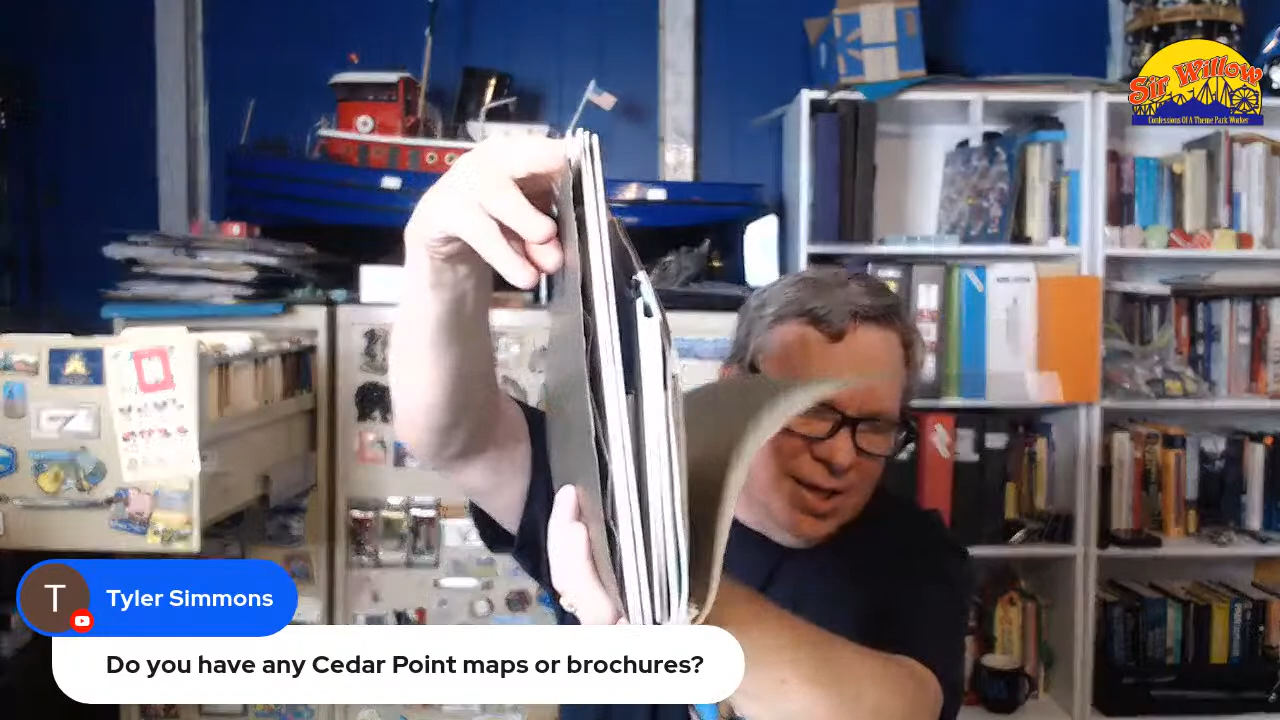 Sir Willow
Confessions Of A Theme Park Worker
T
Tyler Simmons
Do you have any Cedar Point maps or brochures?